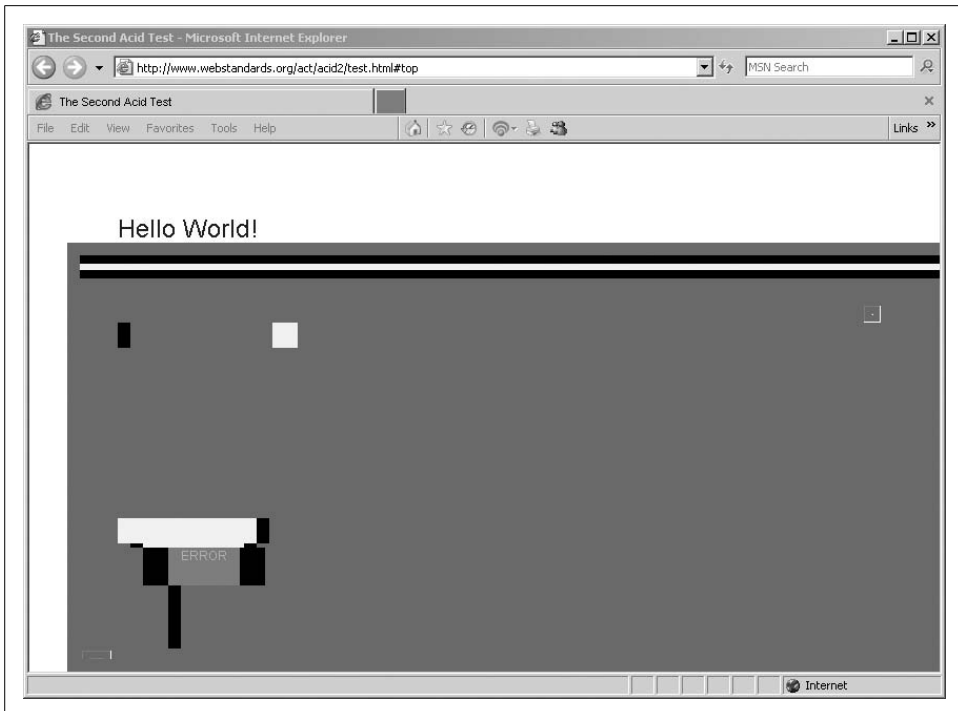 The Second Acid Test - Microsoft Internet Explorer
http://www.webstandards.org/act/acid2/test.html#top
MSN Search
The Second Acid Test
File Edit View Favorites Tools Help
Links »
Hello World!
ERROR
Internet